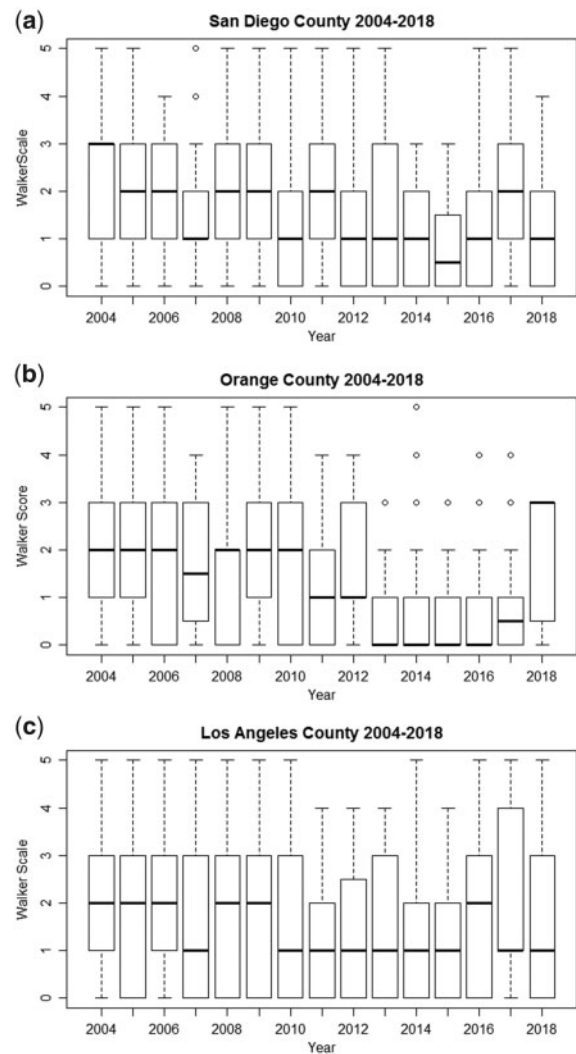 (a)
San Diego County 2004-2018
WalkerScale
5
4
3
2
1
0
2004 2006 2008 2010 2012 2014 2016 2018
Year
(b)
Orange County 2004-2018
Walker Score
5
4
3
2
1
0
2004 2006 2008 2010 2012 2014 2016 2018
Year
(c)
Los Angeles County 2004-2018
Walker Scale
5
4
3
2
1
0
2004 2006 2008 2010 2012 2014 2016 2018
Year